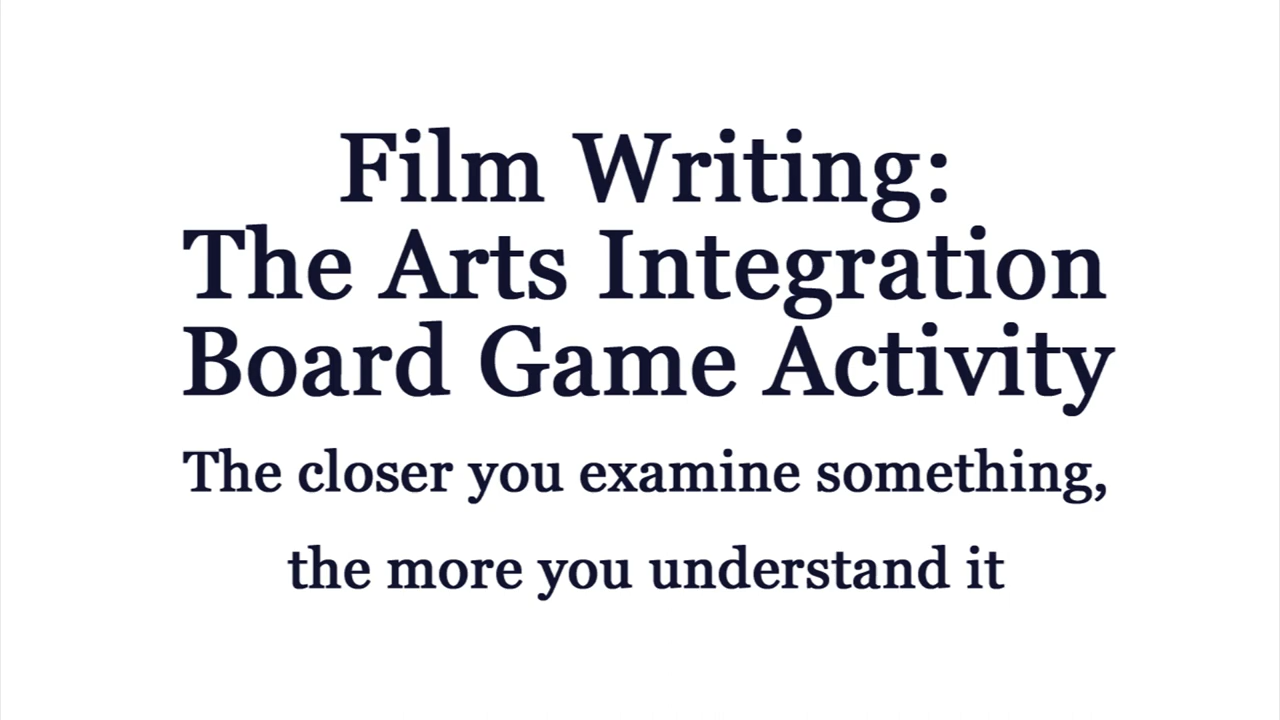 Film Writing:
The Arts Integration
Board Game Activity
The closer you examine something,
the more you understand it